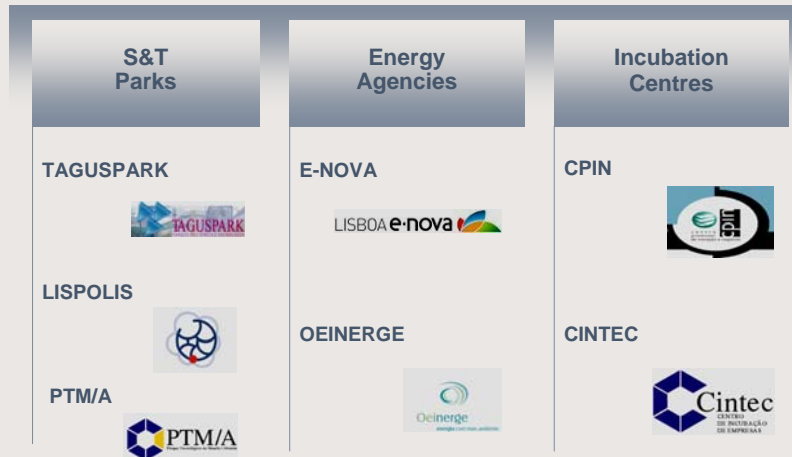 S&T
Parks
Energy
Agencies
Incubation
Centres
TAGUSPARK
TAGUSPARK
LISPOLIS
PTM/A
PTM/A
E-NOVA
LISBOA e·nova
OEINERGE
Oeinerge
CPIN
cpin
CINTEC
Cintec
CENTRO
DE INCUBAÇÃO
DE EMPRESAS